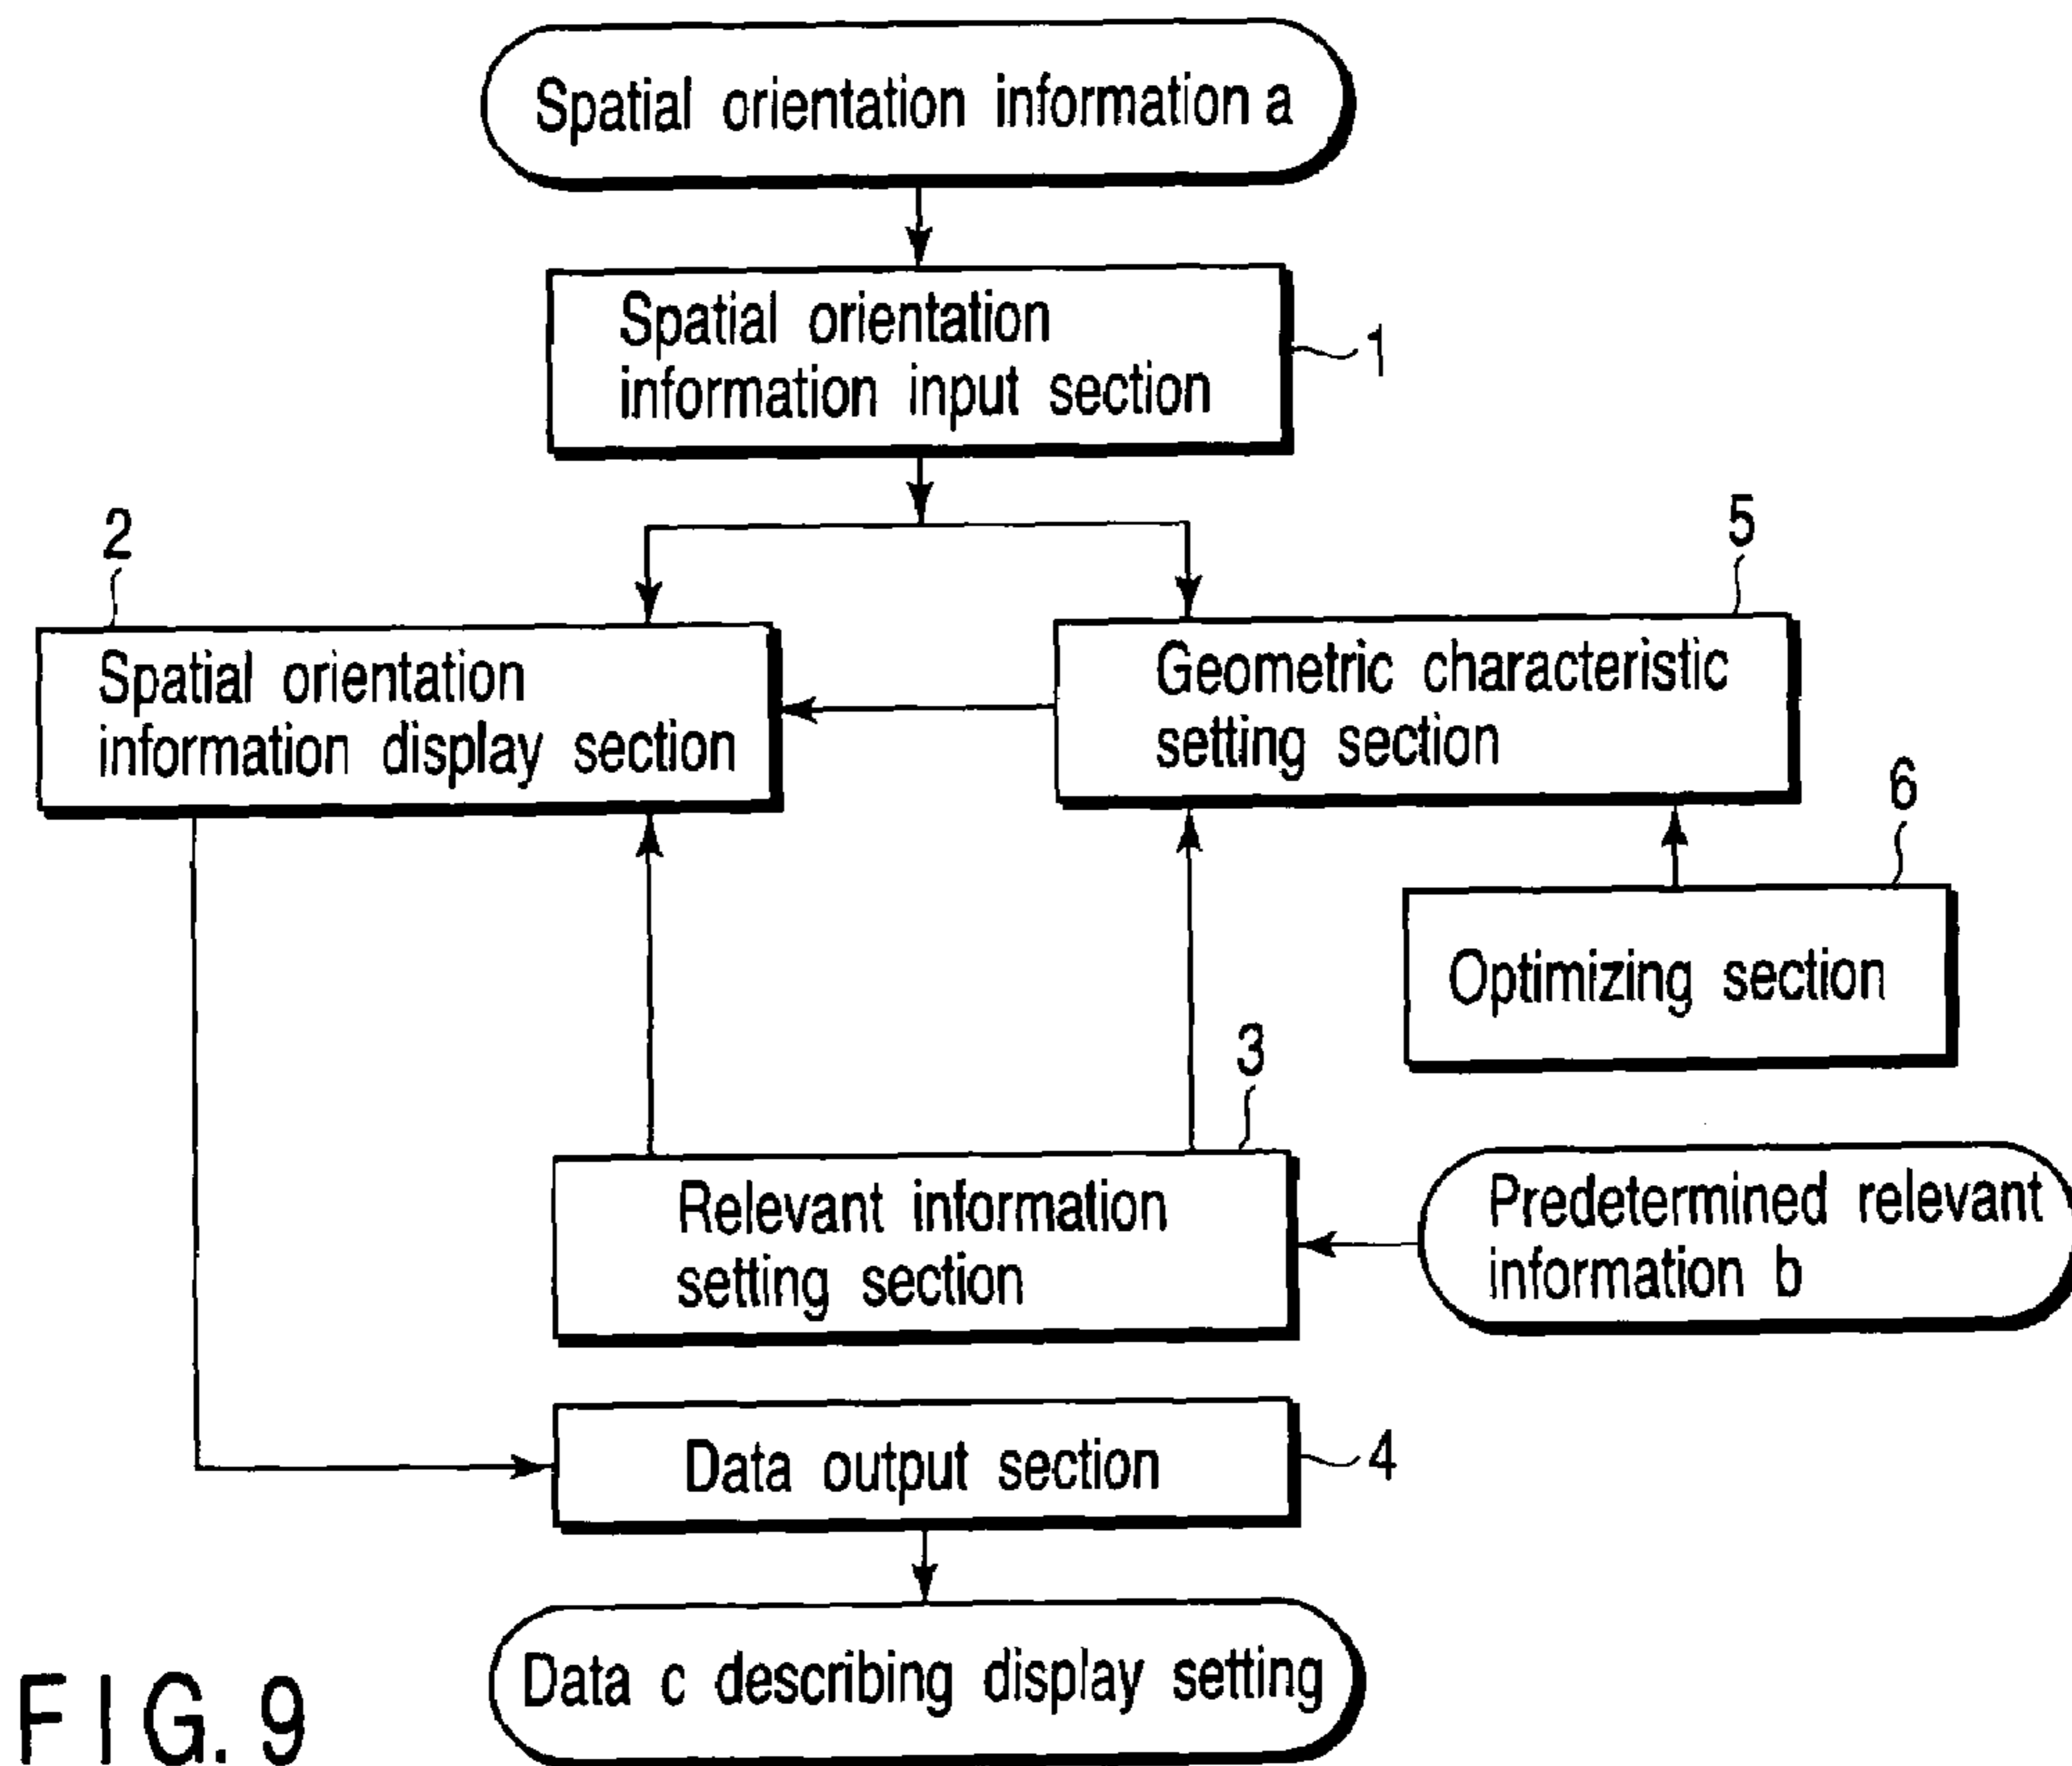 Spatial orientation information a
Spatial orientation
information input section
1
2
5
Spatial orientation
information display section
Geometric characteristic
setting section
6
Optimizing section
3
Relevant information
setting section
Predetermined relevant
information b
Data output section
4
Data c describing display setting
FIG. 9